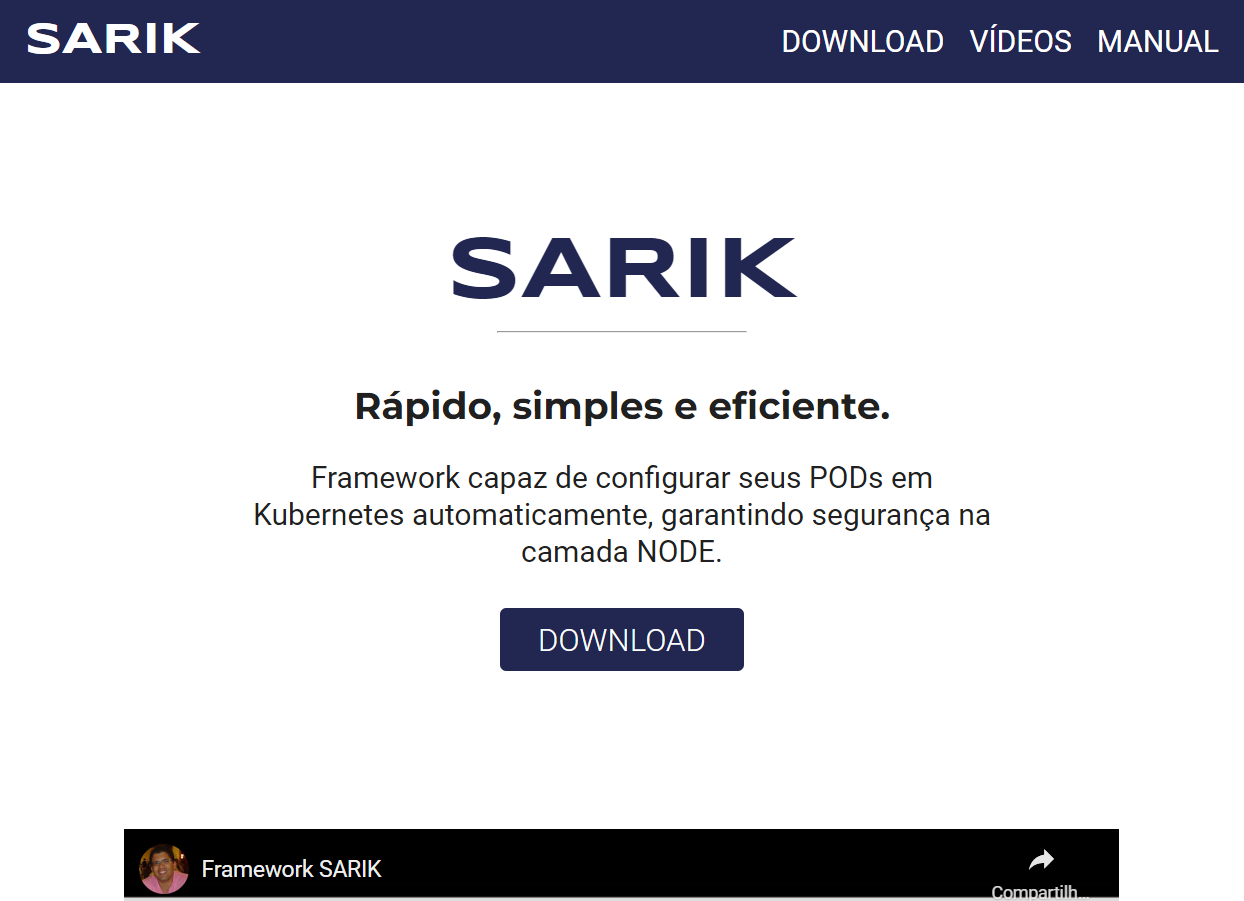 SARIK
DOWNLOAD VÍDEOS MANUAL
SARIK
Rápido, simples e eficiente.
Framework capaz de configurar seus PODs em
Kubernetes automaticamente, garantindo segurança na
camada NODE.
DOWNLOAD
Framework SARIK
Compartilh...